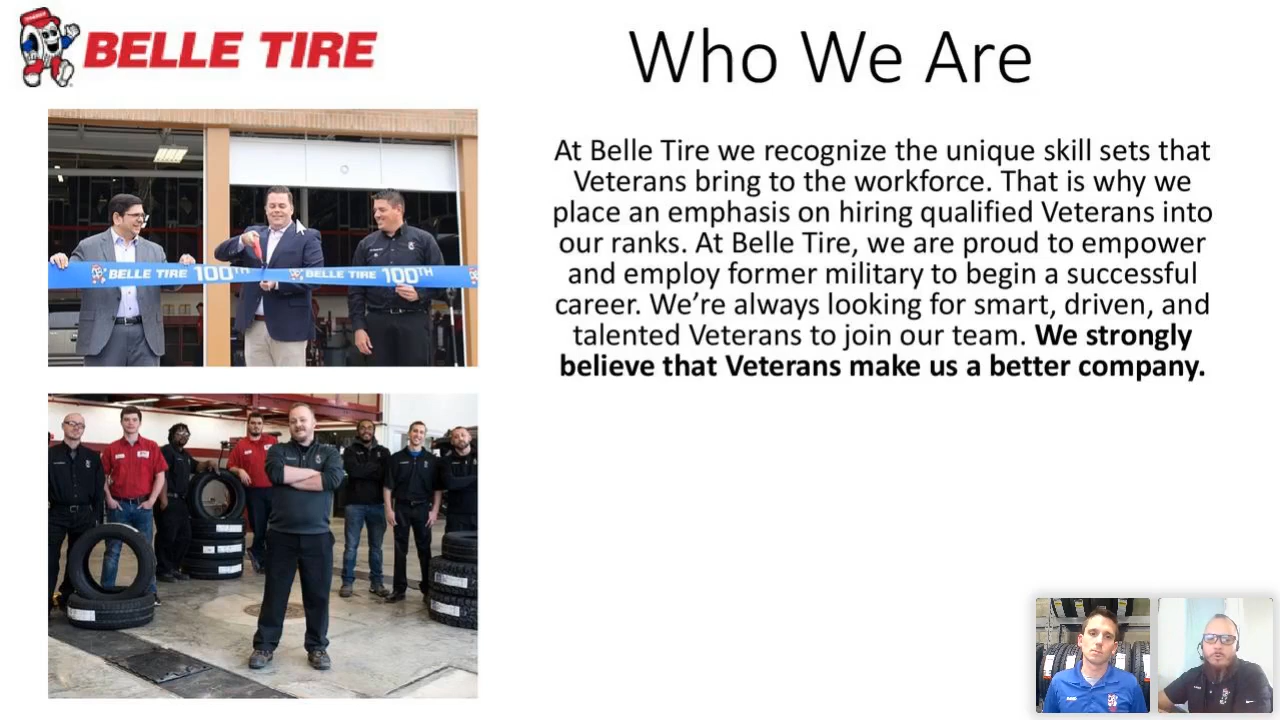 BELLE TIRE
Who We Are
At Belle Tire we recognize the unique skill sets that
Veterans bring to the workforce. That is why we
place an emphasis on hiring qualified Veterans into
our ranks. At Belle Tire, we are proud to empower
and employ former military to begin a successful
career. We’re always looking for smart, driven, and
talented Veterans to join our team. We strongly
believe that Veterans make us a better company.
BELLE TIRE 100TH BELLE TIRE 100TH